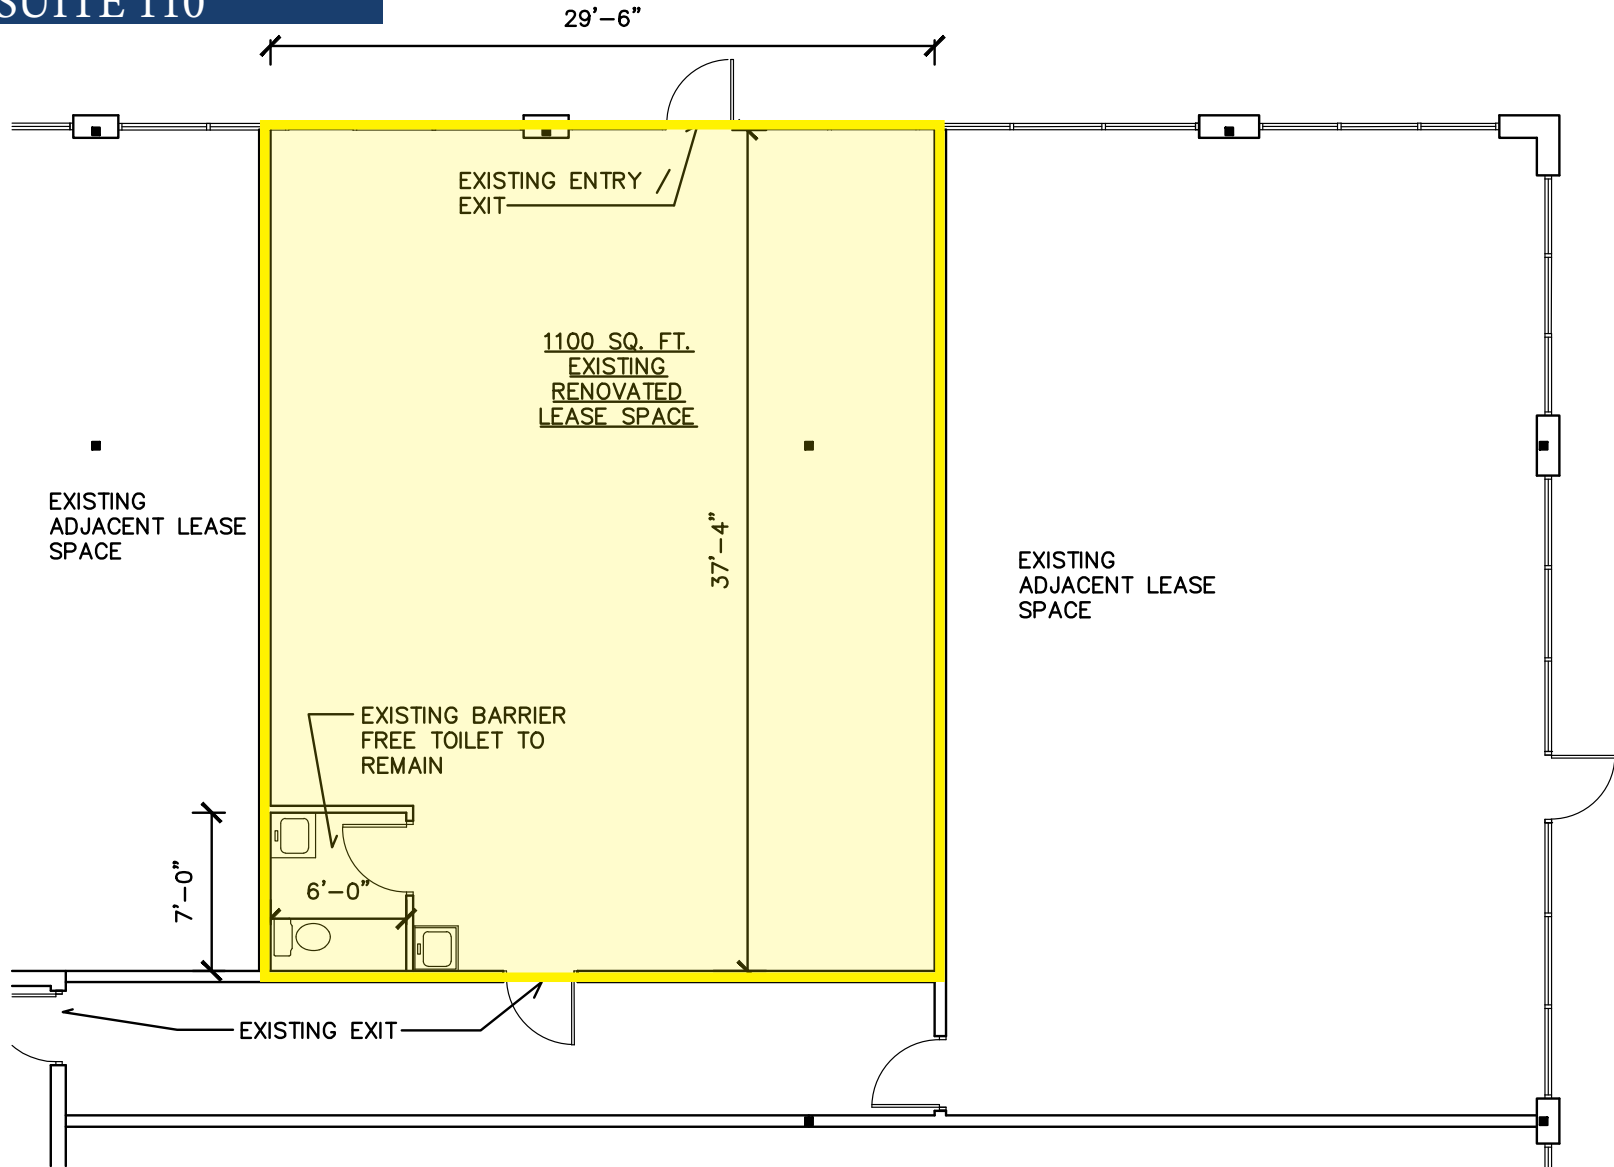 SUITE 110
29'-6"
EXISTING ENTRY /
EXIT
1100 SQ. FT.
EXISTING
RENOVATED
LEASE SPACE
EXISTING
ADJACENT LEASE
SPACE
37'-4"
EXISTING
ADJACENT LEASE
SPACE
EXISTING BARRIER
FREE TOILET TO
REMAIN
7'-0"
6'-0"
EXISTING EXIT